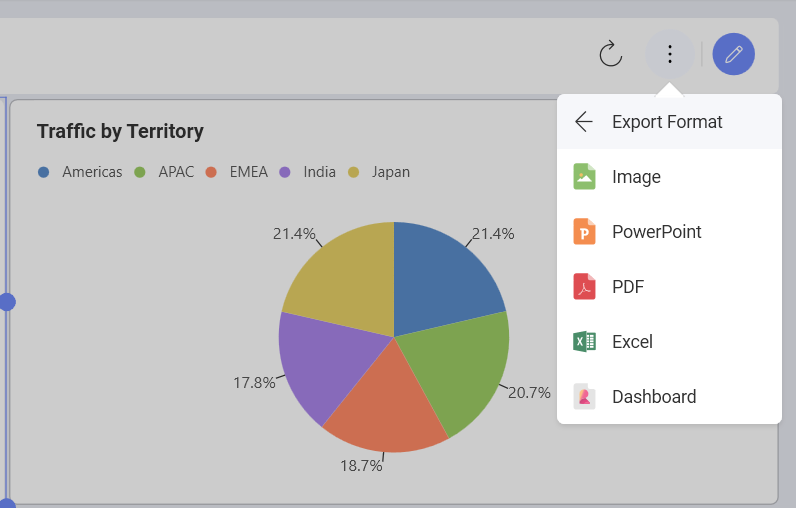 Export Format
Traffic by Territory
Americas APAC EMEA India Japan
Image
PowerPoint
PDF
Excel
Dashboard
21.4% 21.4%
17.8%
20.7%
18.7%